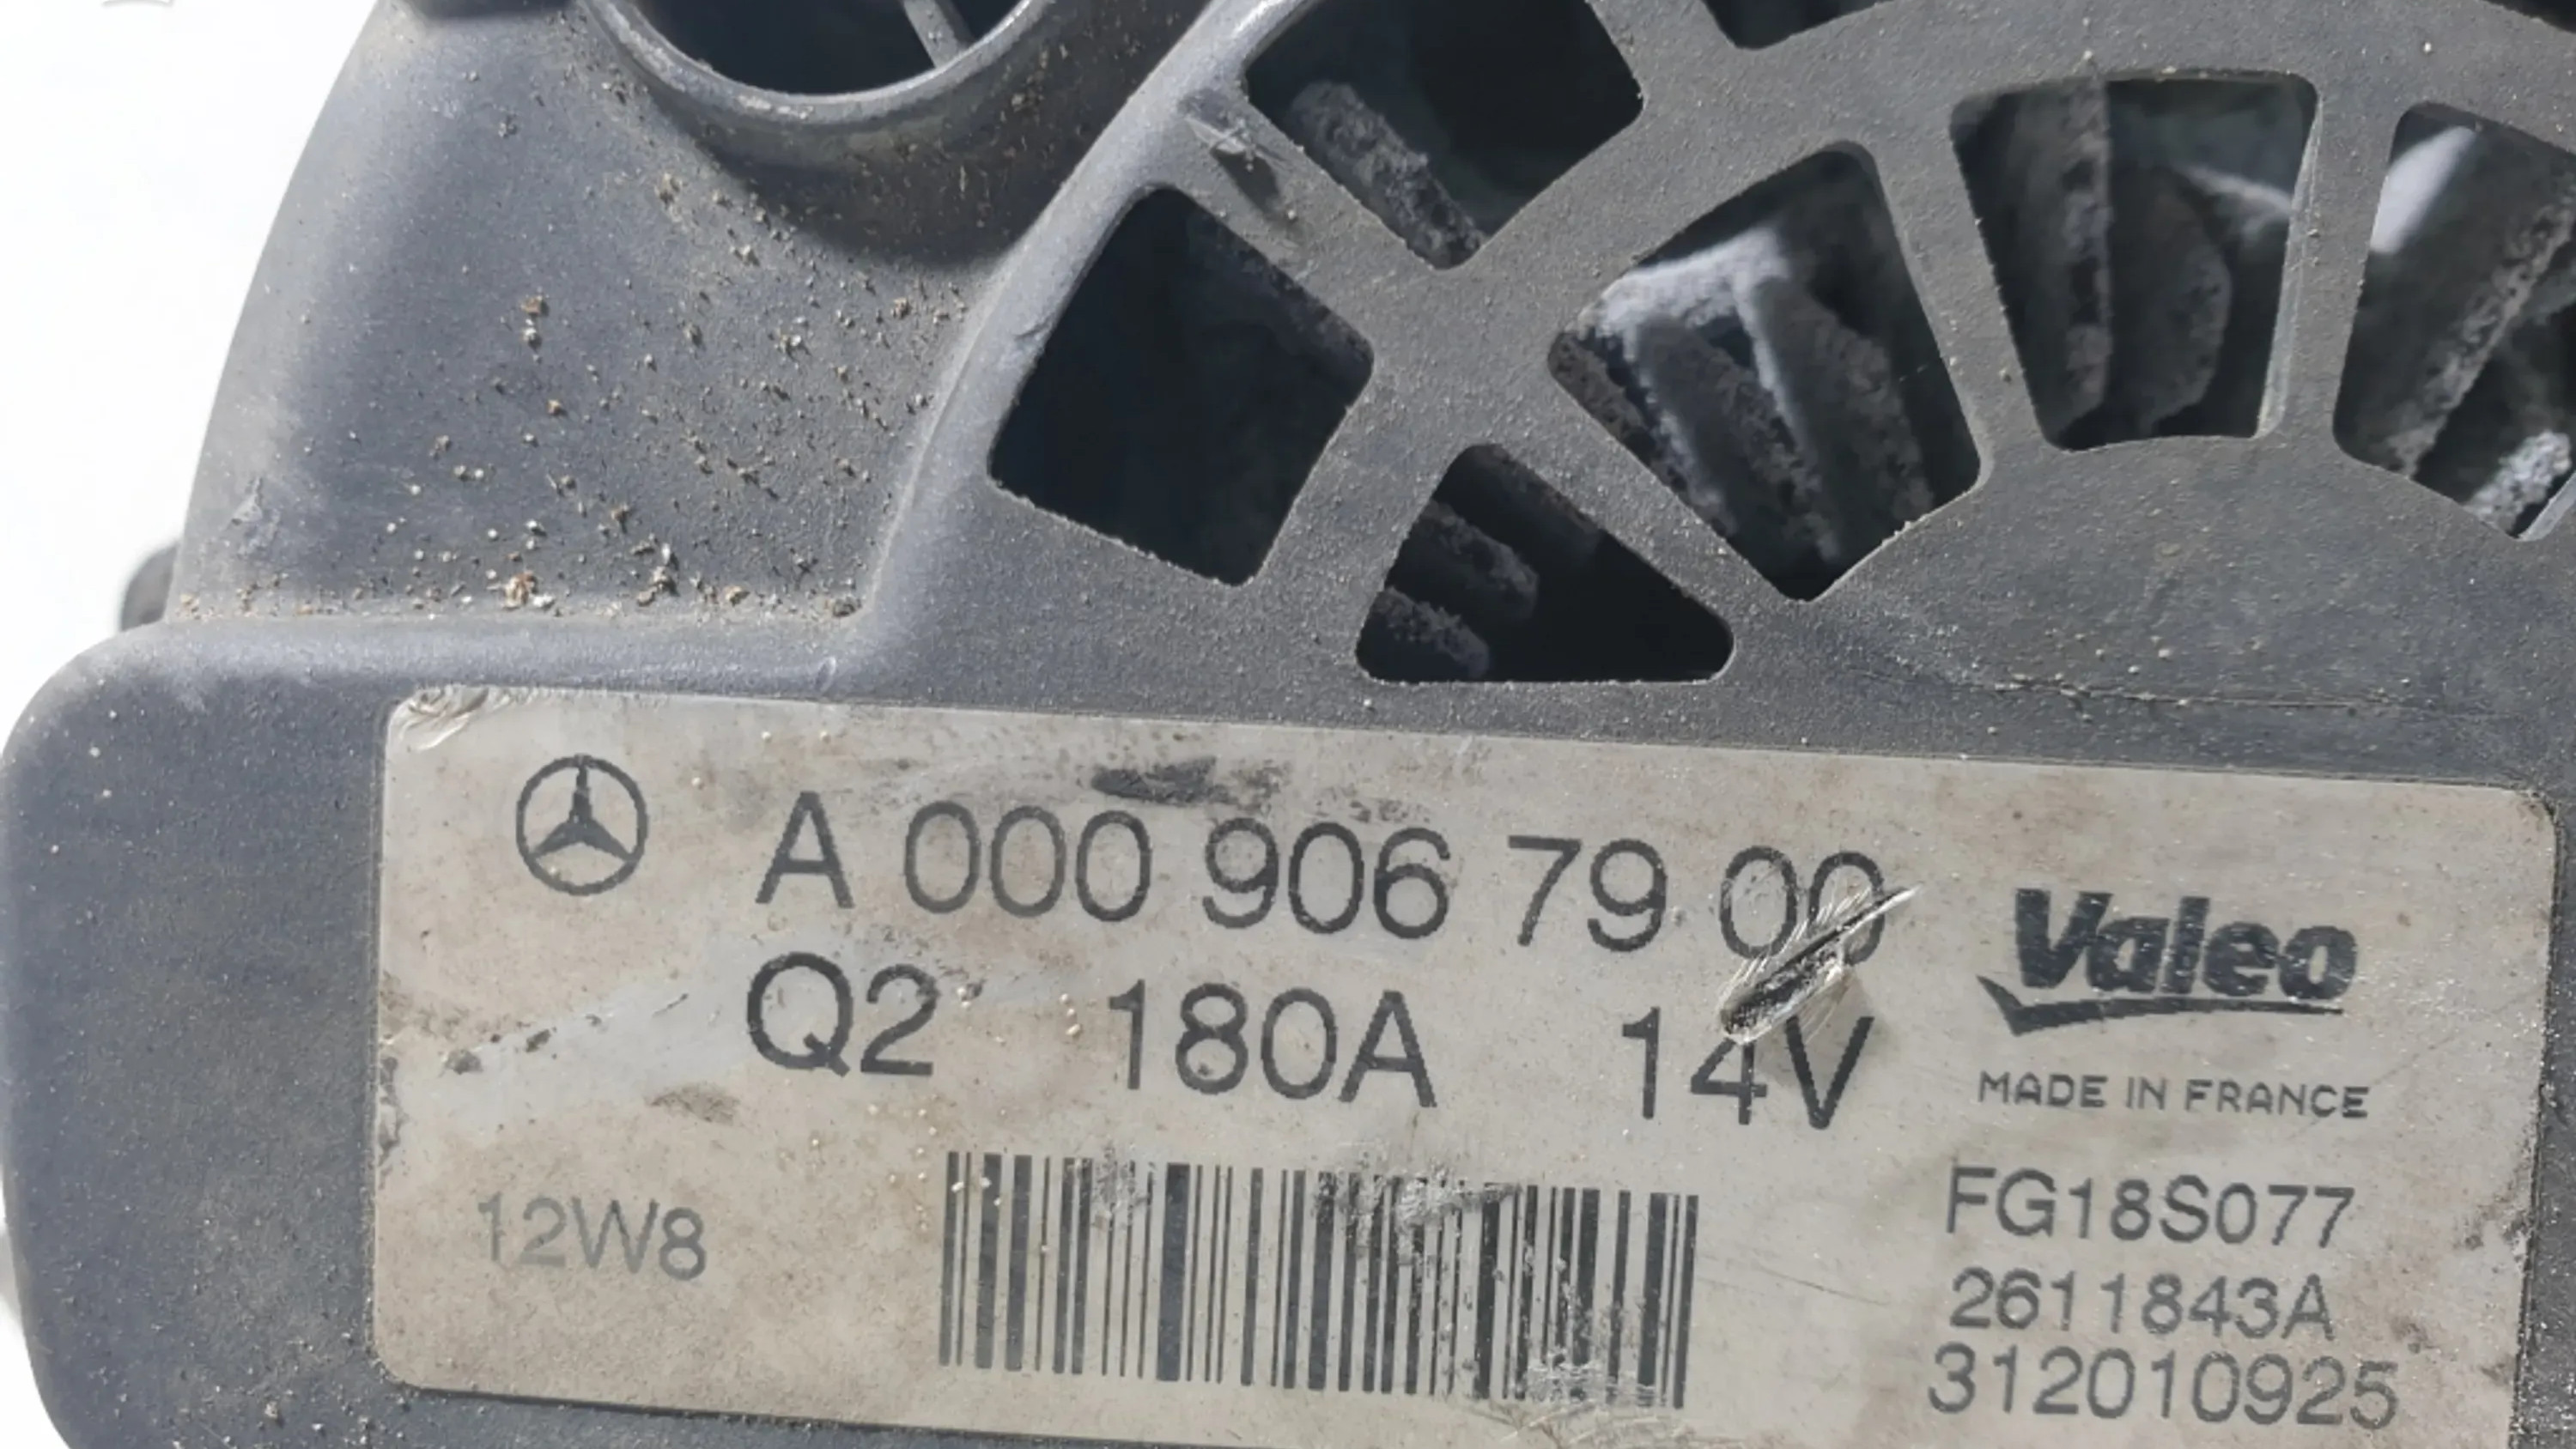 A 000 906 79 00
Q2 180A 14V
Valeo
MADE IN FRANCE
12W8
FG18S077
2611843A
312010925